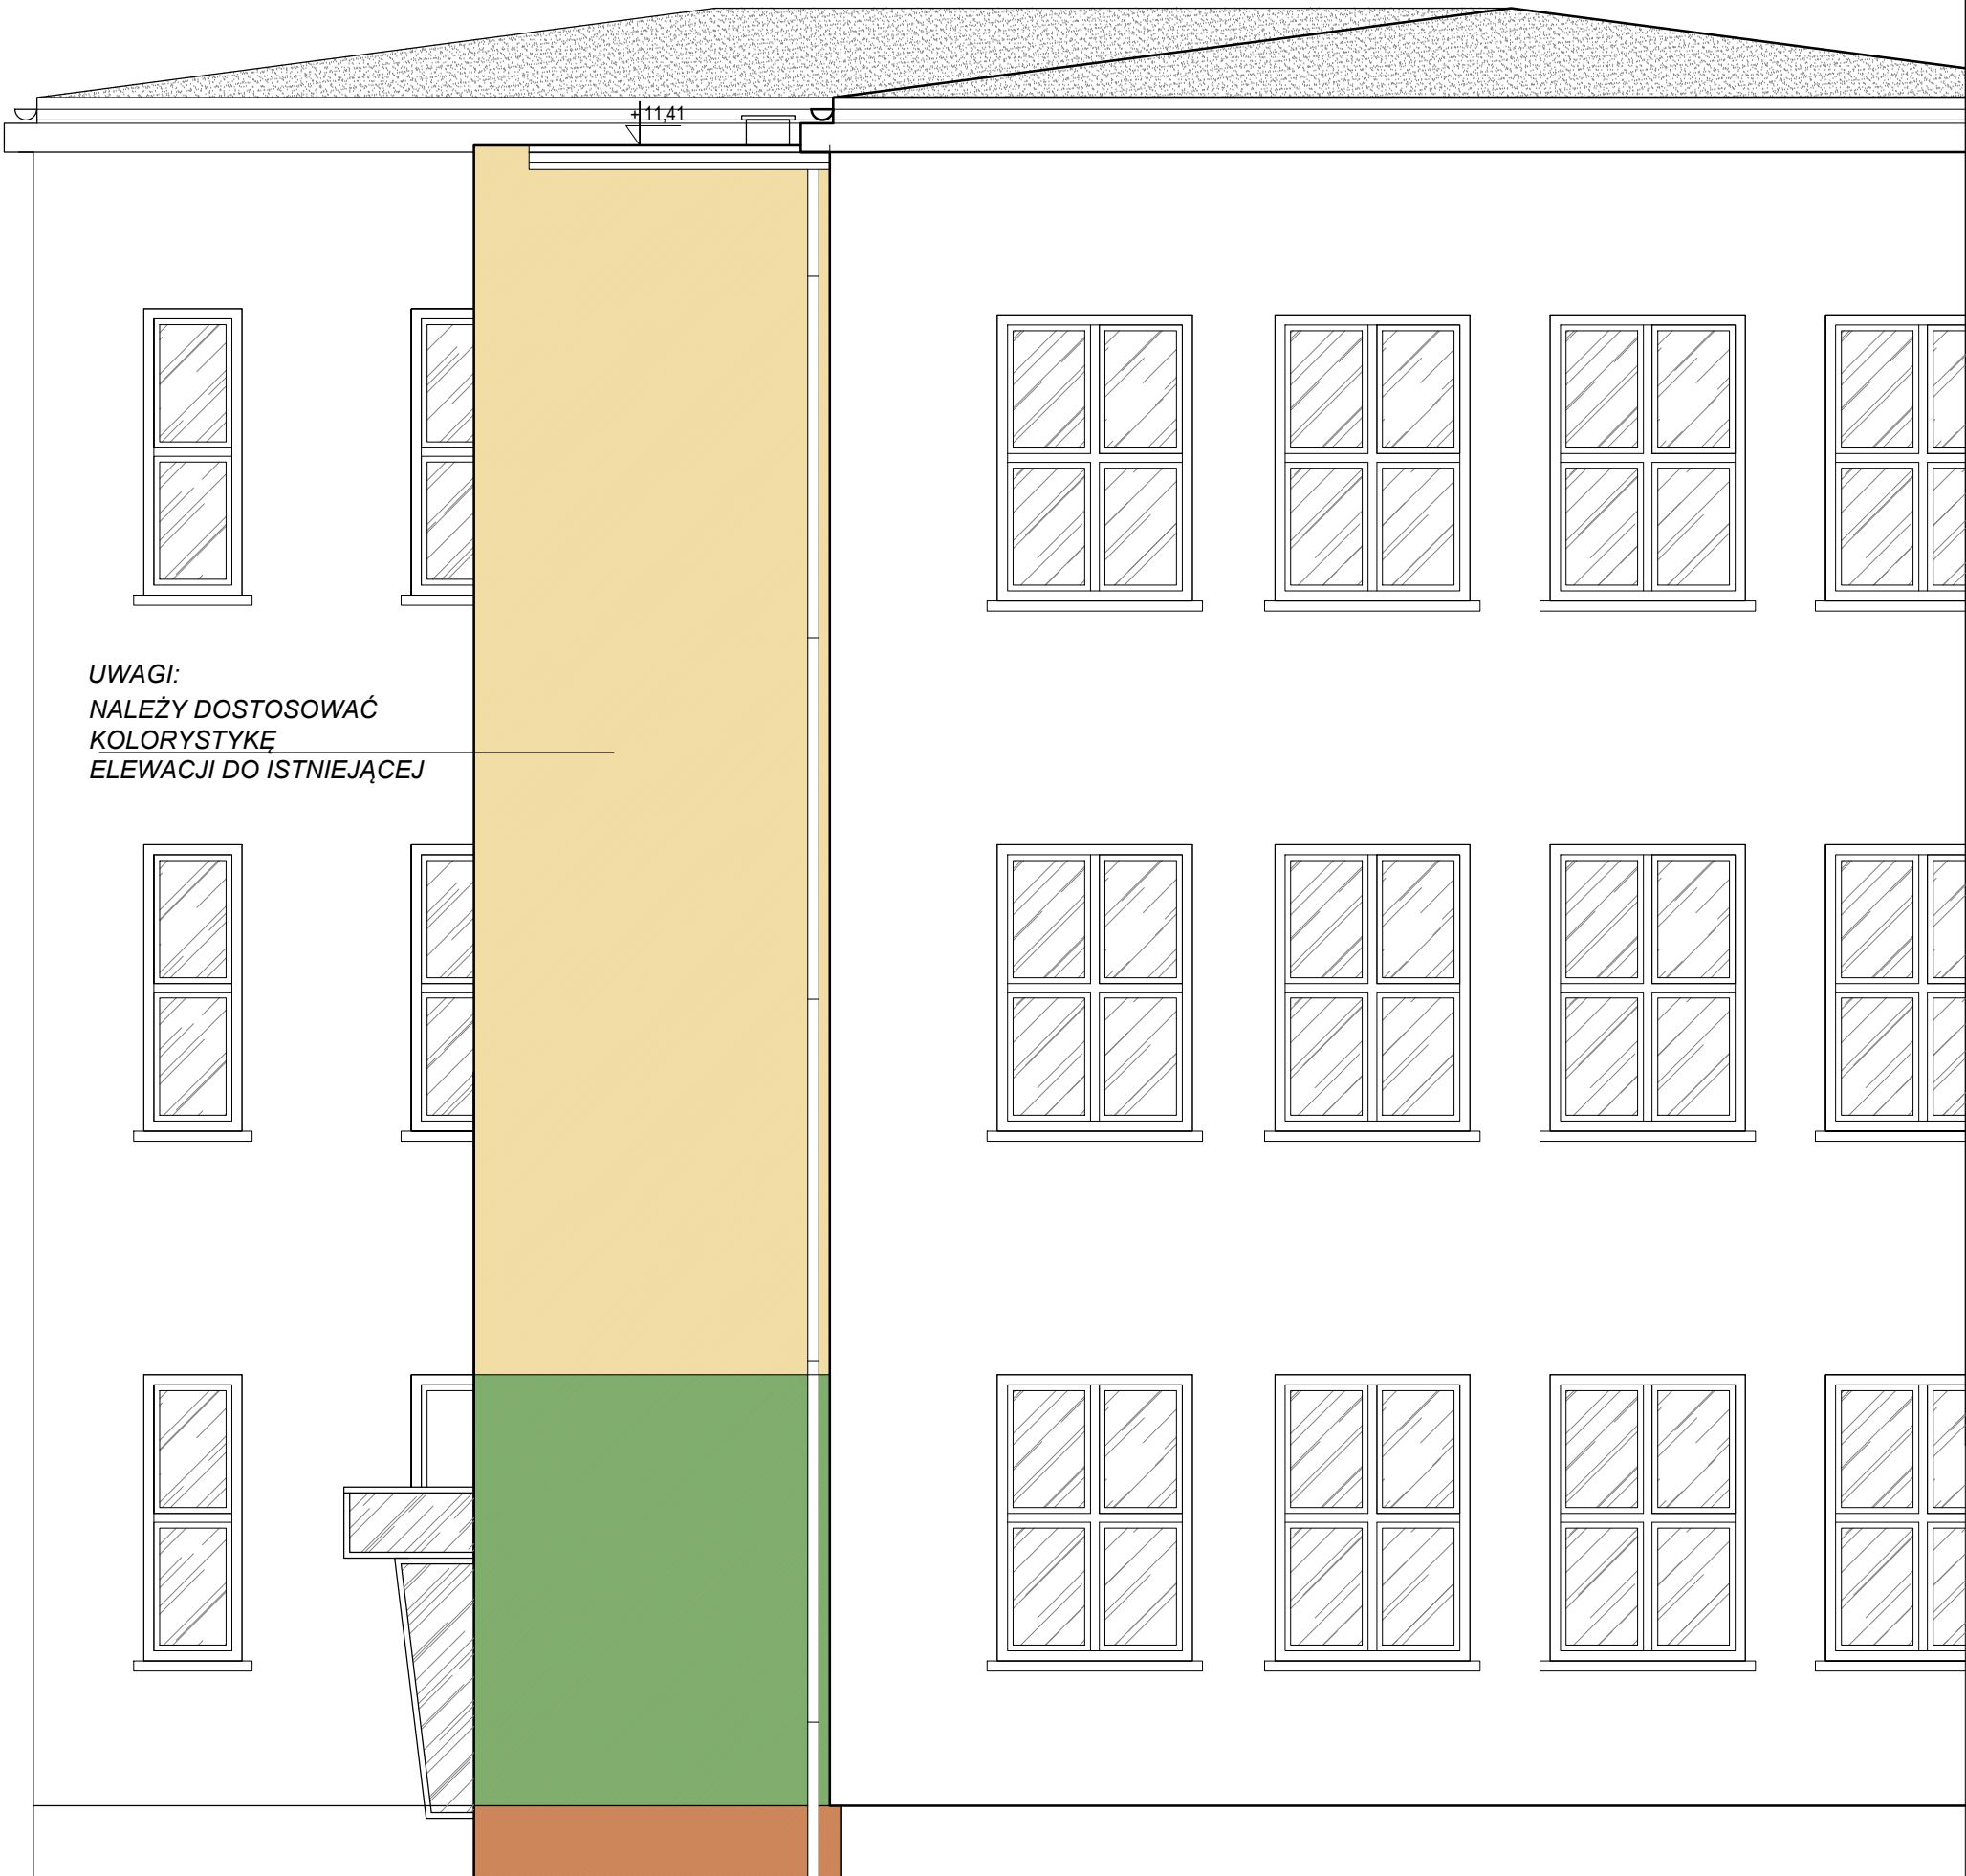 + 11,41
UWAGI:
NALEŻY DOSTOSOWAĆ
KOLORYSTYKĘ
ELEWACJI DO ISTNIEJĄCEJ